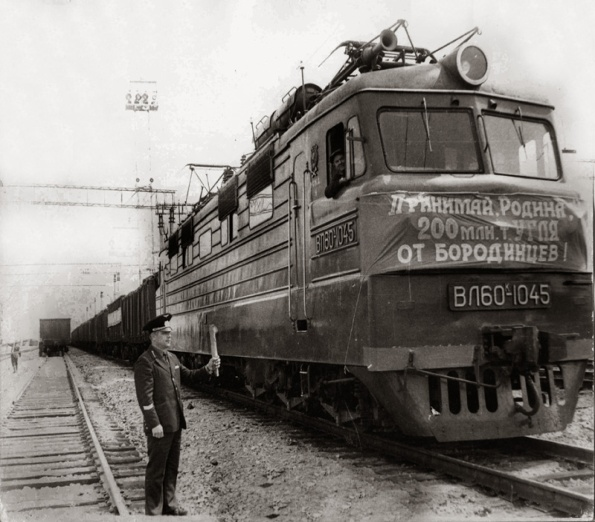 ПРИНИМАЙ, РОДИНА,
200 МЛН. Т УГЛЯ
ОТ БОРОДИНЦЕВ!
ВЛ60К-1045
ВЛ60К-1045